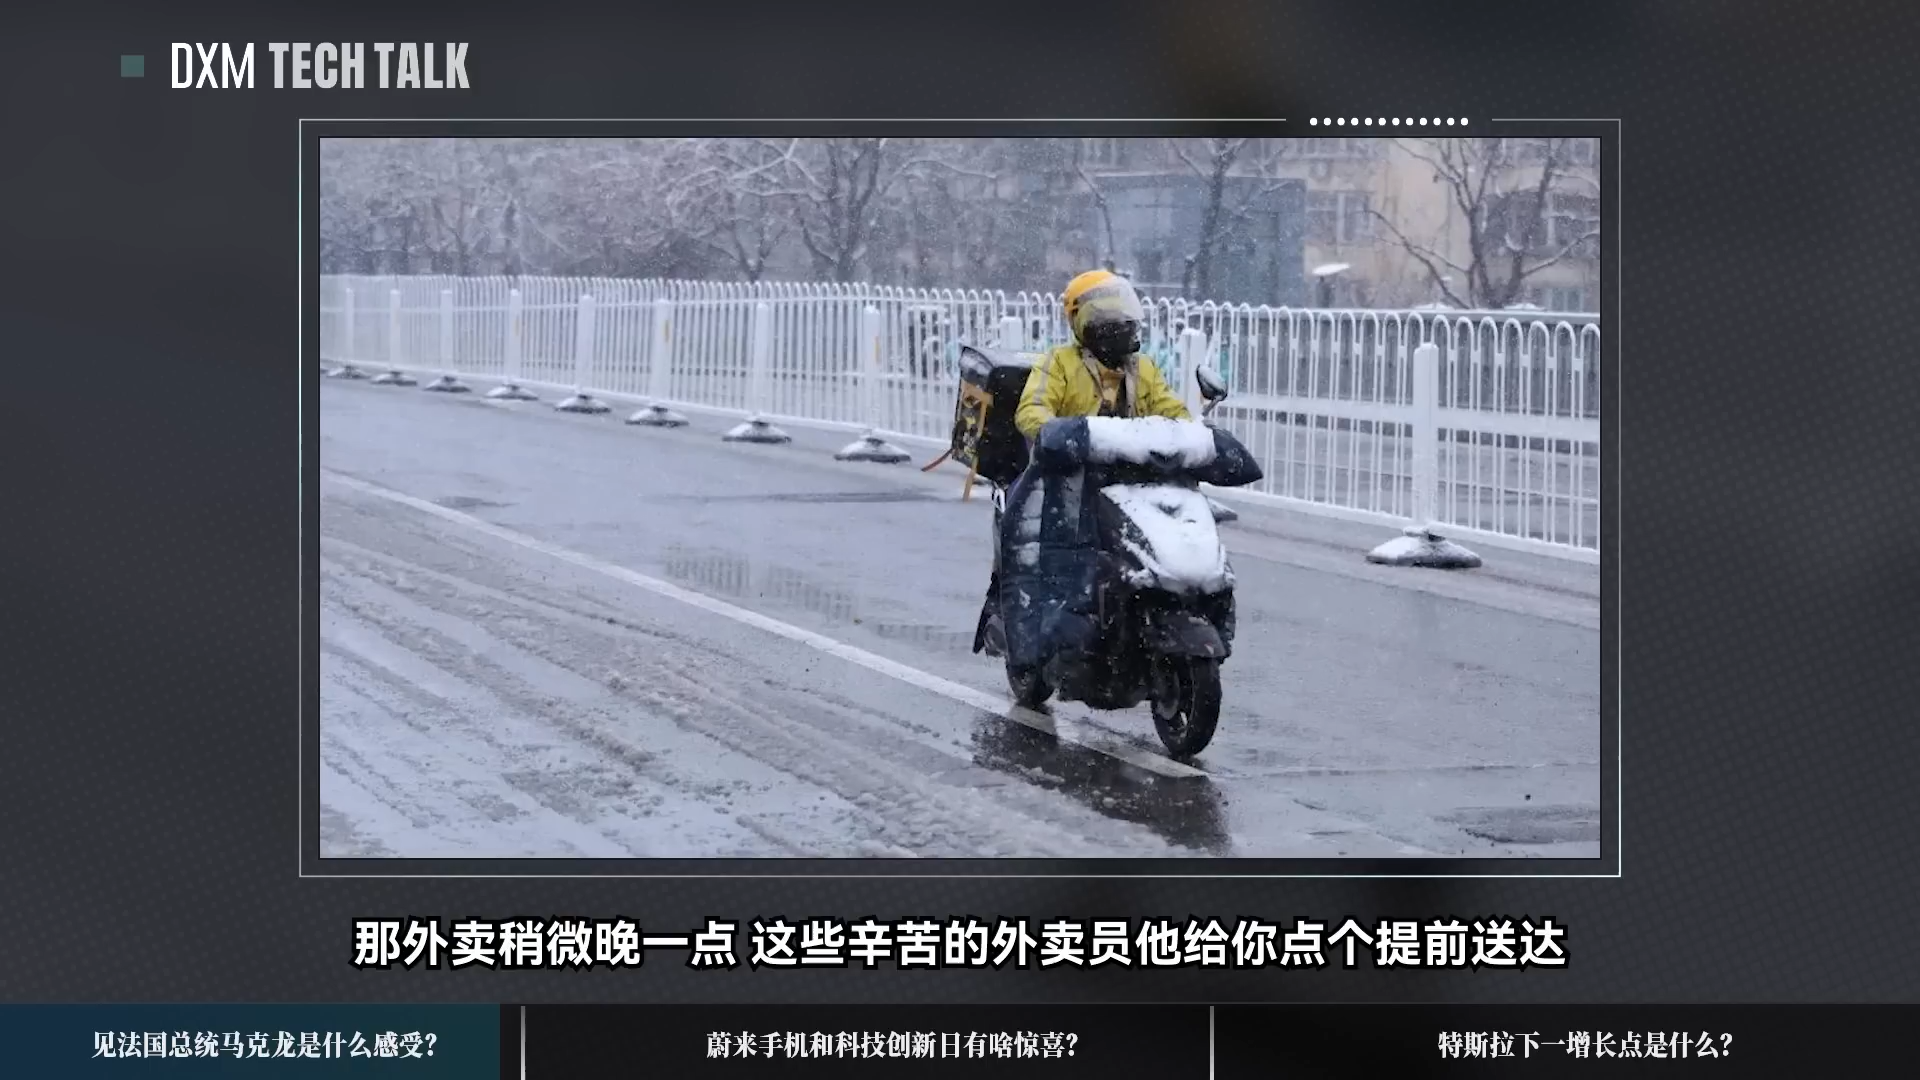 DXM TECH TALK
那外卖稍微晚一点 这些辛苦的外卖员他给你点个提前送达
见法国总统马克龙是什么感受?
蔚来手机和科技创新日有啥惊喜?
特斯拉下一增长点是什么?